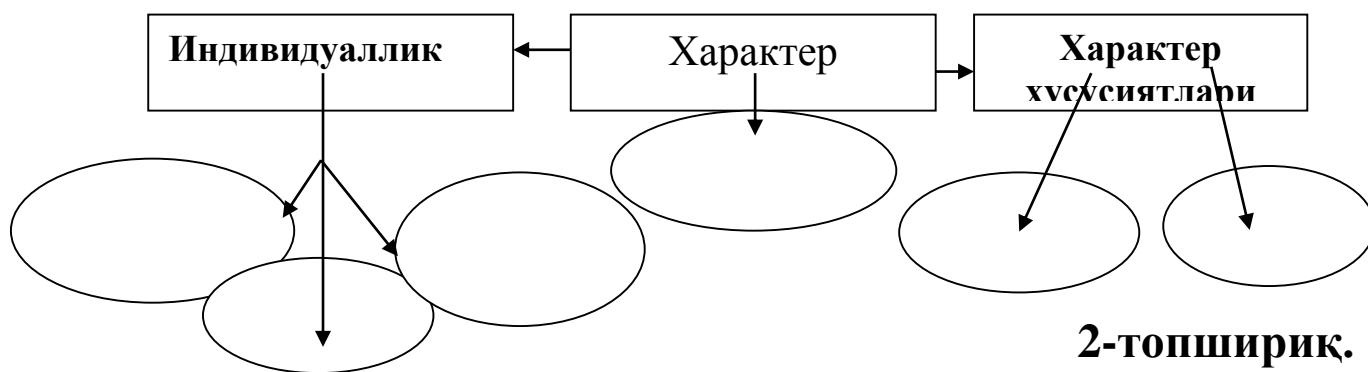 Индивидуаллик
Характер
Характер
хусусиятлари
2-топшириқ.